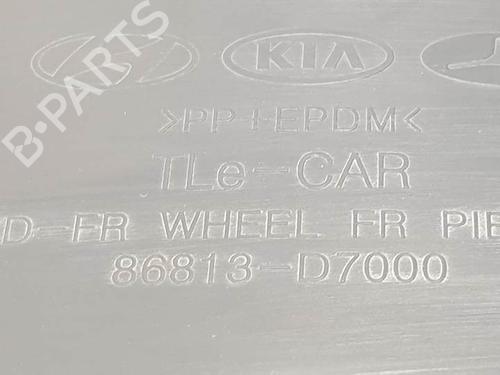 KIA
>PP+EPDM<
TLe-CAR
D-FR WHEEL FR PIE
86813-D7000
B-PARTS